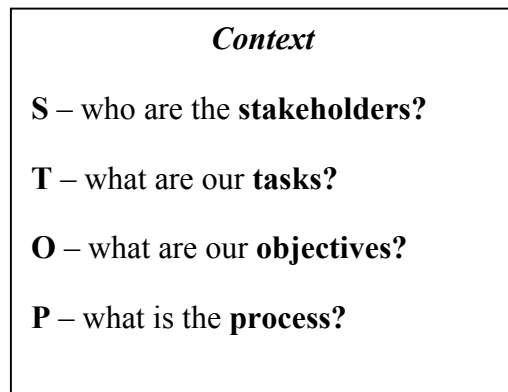 Context
S – who are the stakeholders?
T – what are our tasks?
O – what are our objectives?
P – what is the process?